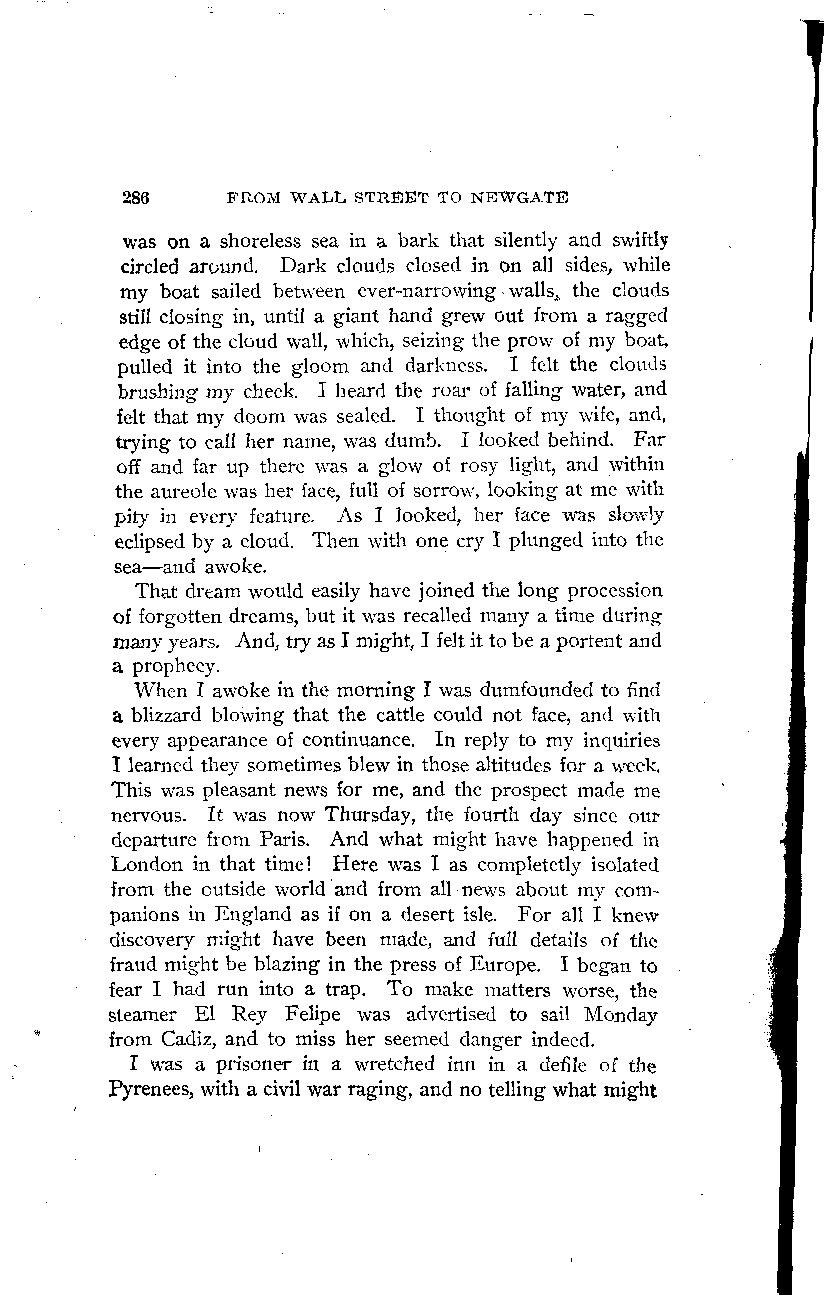 286 FROM WALL STREET TO NEWGATE
was on a shoreless sea in a bark that silently and swiftly
circled around. Dark clouds closed in on all sides, while
my boat sailed between ever-narrowing walls, the clouds
still closing in, until a giant hand grew out from a ragged
edge of the cloud wall, which, seizing the prow of my boat,
pulled it into the gloom and darkness. I felt the clouds
brushing my cheek. I heard the roar of falling water, and
felt that my doom was sealed. I thought of my wife, and,
trying to call her name, was dumb. I looked behind. Far
off and far up there was a glow of rosy light, and within
the aureole was her face, full of sorrow, looking at me with
pity in every feature. As I looked, her face was slowly
eclipsed by a cloud. Then with one cry I plunged into the
sea—and awoke.
That dream would easily have joined the long procession
of forgotten dreams, but it was recalled many a time during
many years. And, try as I might, I felt it to be a portent and
a prophecy.
When I awoke in the morning I was dumfounded to find
a blizzard blowing that the cattle could not face, and with
every appearance of continuance. In reply to my inquiries
I learned they sometimes blew in those altitudes for a week.
This was pleasant news for me, and the prospect made me
nervous. It was now Thursday, the fourth day since our
departure from Paris. And what might have happened in
London in that time! Here was I as completetly isolated
from the outside world and from all news about my com-
panions in England as if on a desert isle. For all I knew
discovery might have been made, and full details of the
fraud might be blazing in the press of Europe. I began to
fear I had run into a trap. To make matters worse, the
steamer El Rey Felipe was advertised to sail Monday
from Cadiz, and to miss her seemed danger indeed.
I was a prisoner in a wretched inn in a defile of the
Pyrenees, with a civil war raging, and no telling what might